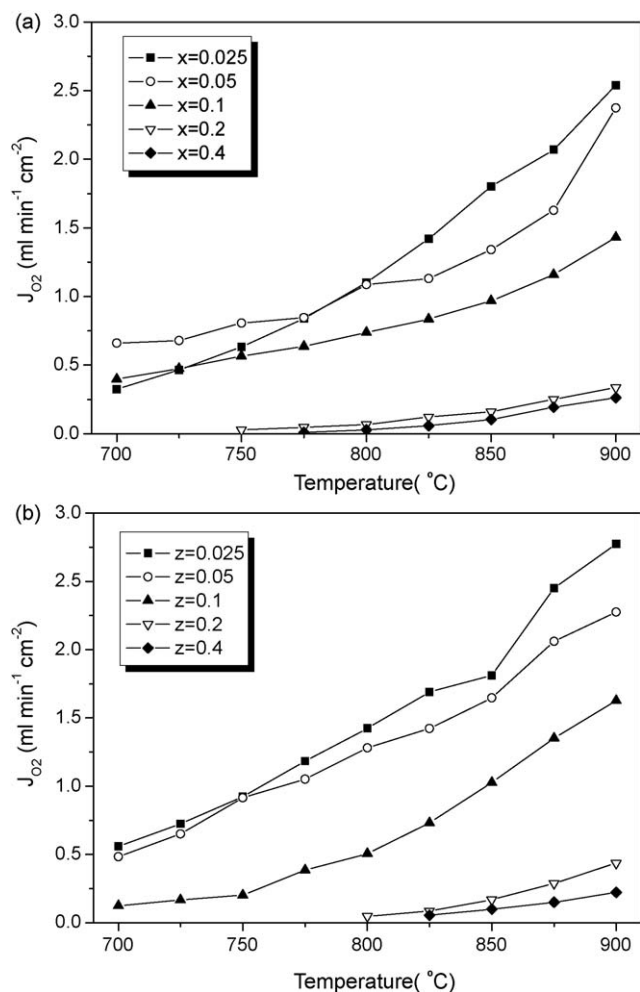 (a)
3.0
2.5
2.0
1.5
1.0
0.5
0.0
J_O2 (ml min⁻¹ cm⁻²)
x=0.025
x=0.05
x=0.1
x=0.2
x=0.4
700 750 800 850 900
Temperature( °C)
(b)
3.0
2.5
2.0
1.5
1.0
0.5
0.0
J_O2 (ml min⁻¹ cm⁻²)
z=0.025
z=0.05
z=0.1
z=0.2
z=0.4
700 750 800 850 900
Temperature( °C)